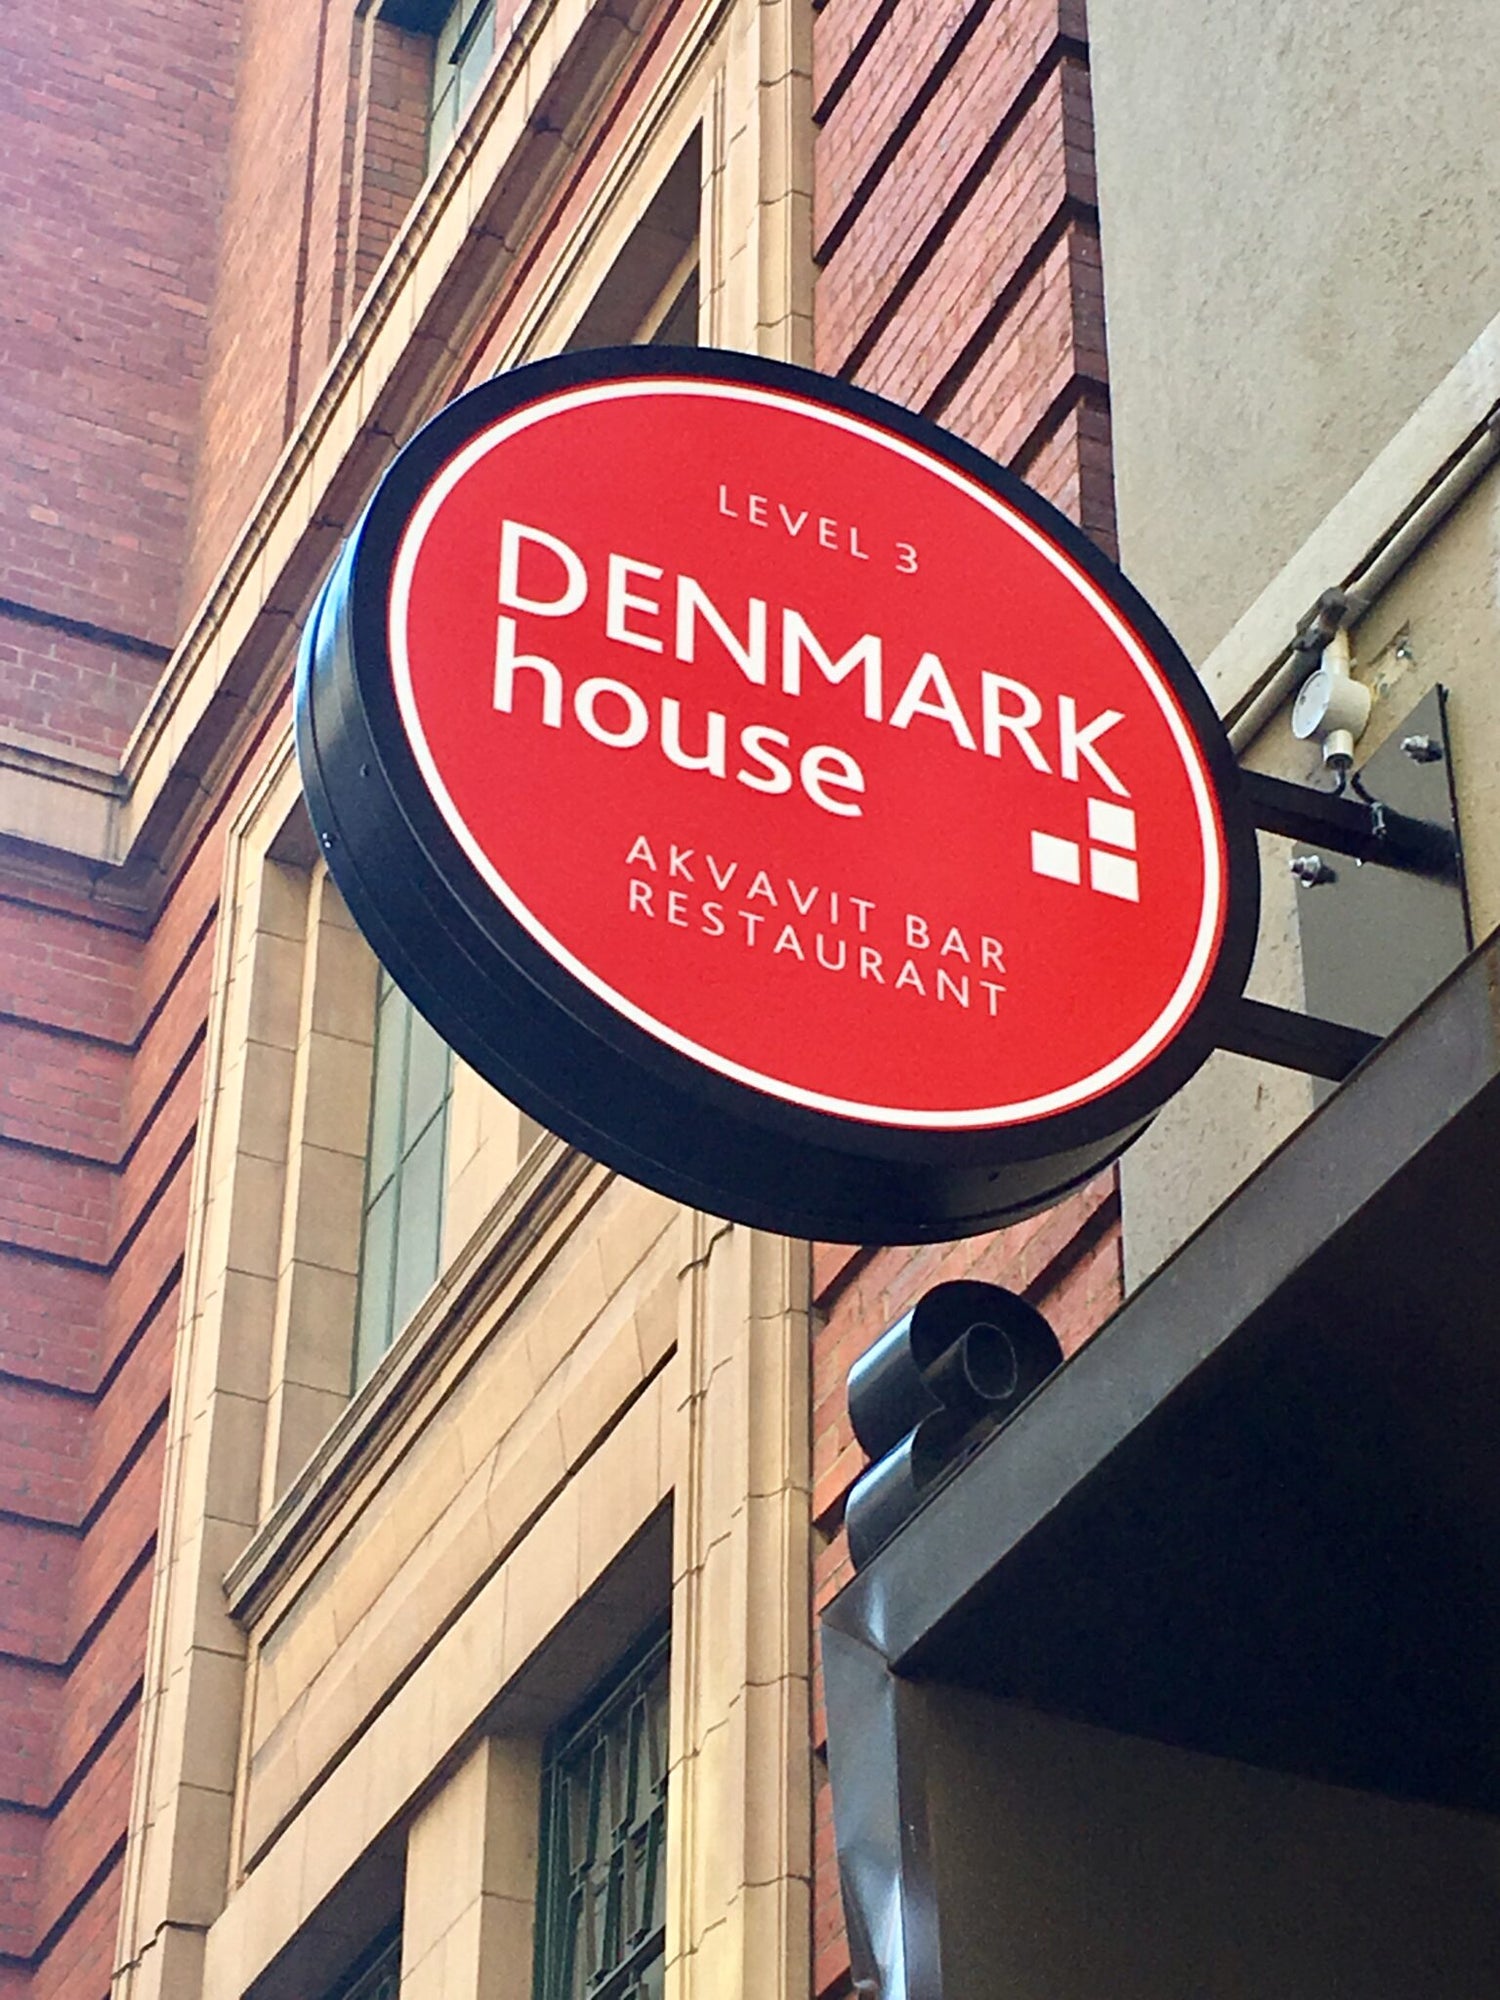 LEVEL 3
DENMARK
house
AKVAVIT BAR
RESTAURANT